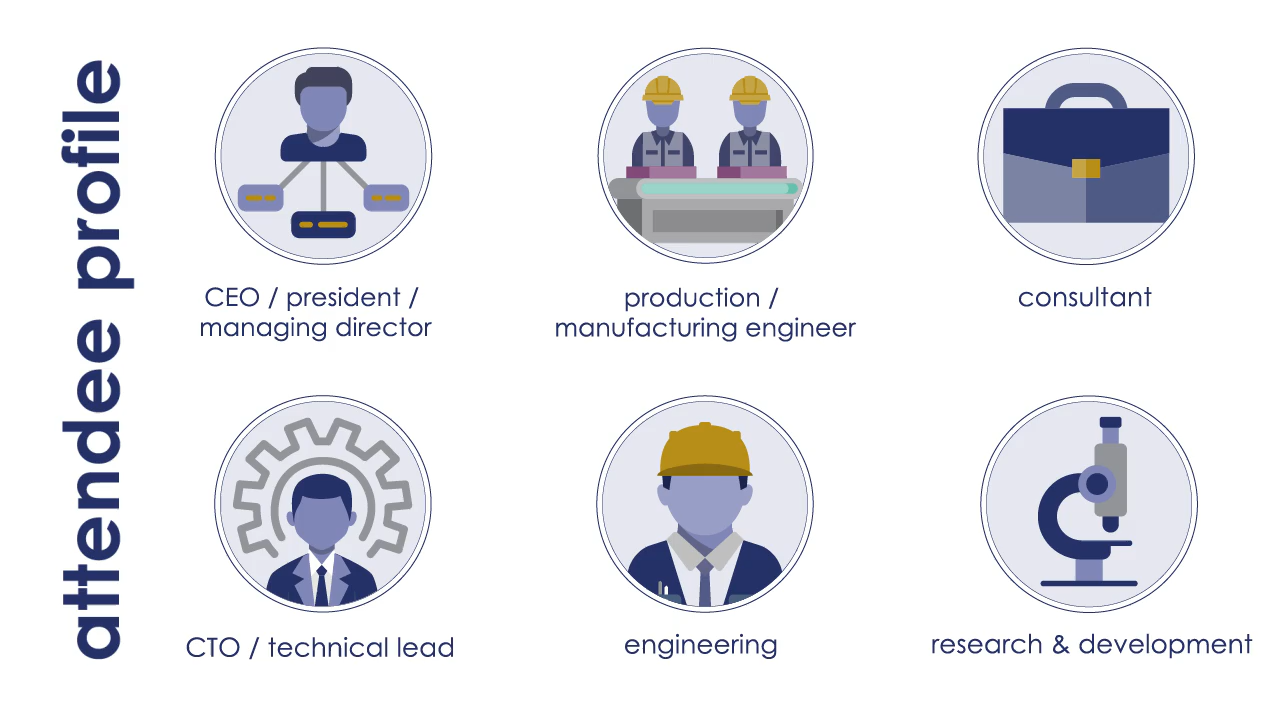 attendee profile
CEO / president /
managing director
production /
manufacturing engineer
consultant
CTO / technical lead
engineering
research & development